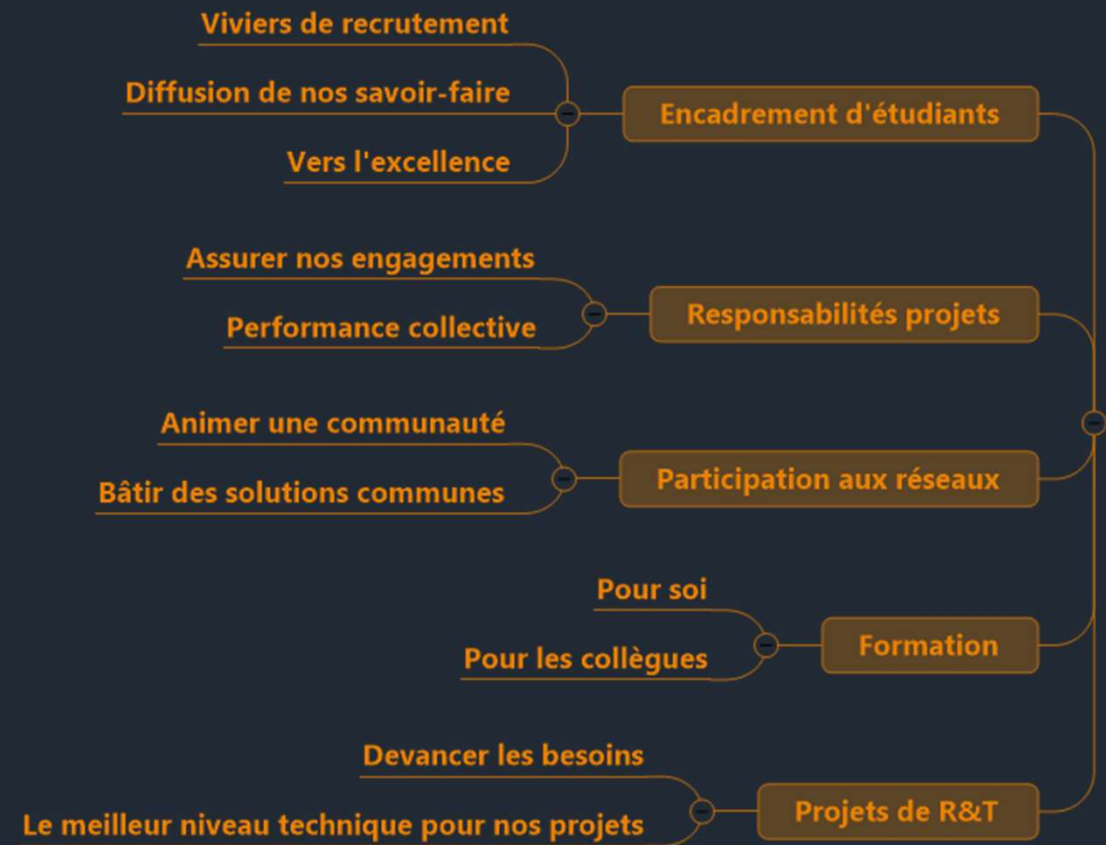 Viviers de recrutement
Diffusion de nos savoir-faire
Vers l'excellence
Encadrement d'étudiants
Assurer nos engagements
Performance collective
Responsabilités projets
Animer une communauté
Bâtir des solutions communes
Participation aux réseaux
Pour soi
Pour les collègues
Formation
Devancer les besoins
Le meilleur niveau technique pour nos projets
Projets de R&T